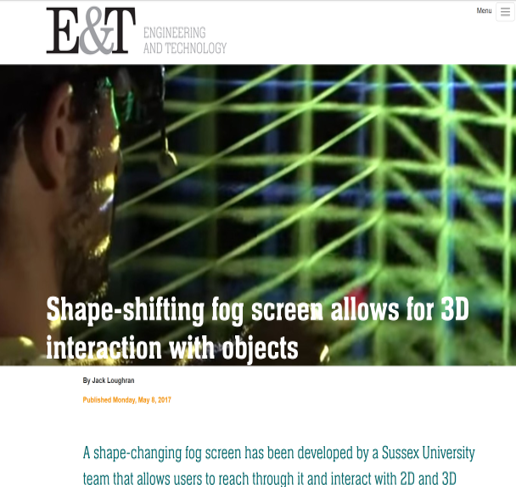 Menu
E&T ENGINEERING
AND TECHNOLOGY
Shape-shifting fog screen allows for 3D
interaction with objects
By Jack Loughran
Published Monday, May 8, 2017
A shape-changing fog screen has been developed by a Sussex University
team that allows users to reach through it and interact with 2D and 3D